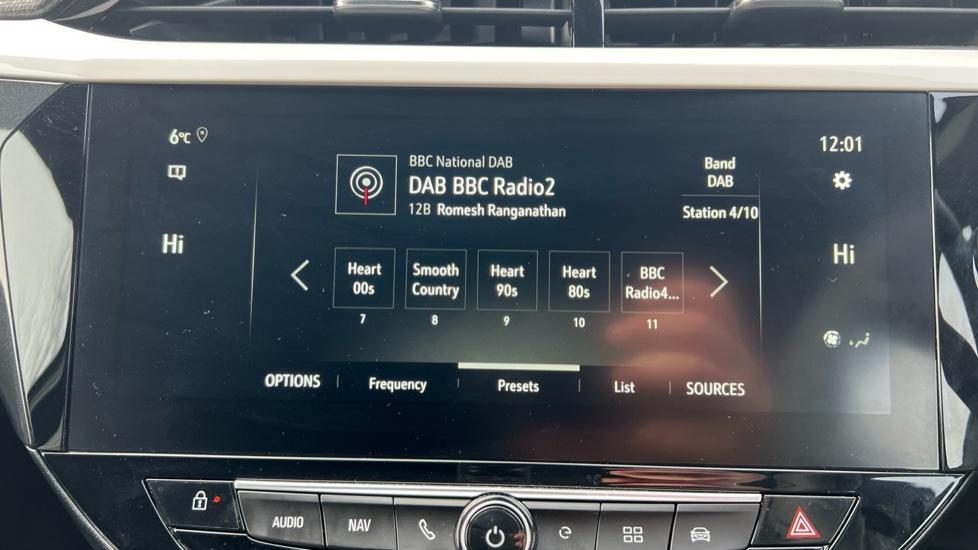 6°C
12:01
BBC National DAB
DAB BBC Radio2
12B Romesh Ranganathan
Band
DAB
Station 4/10
Hi
Hi
Heart
00s
7
Smooth
Country
8
Heart
90s
9
Heart
80s
10
BBC
Radio4...
11
OPTIONS
Frequency
Presets
List
SOURCES
AUDIO
NAV